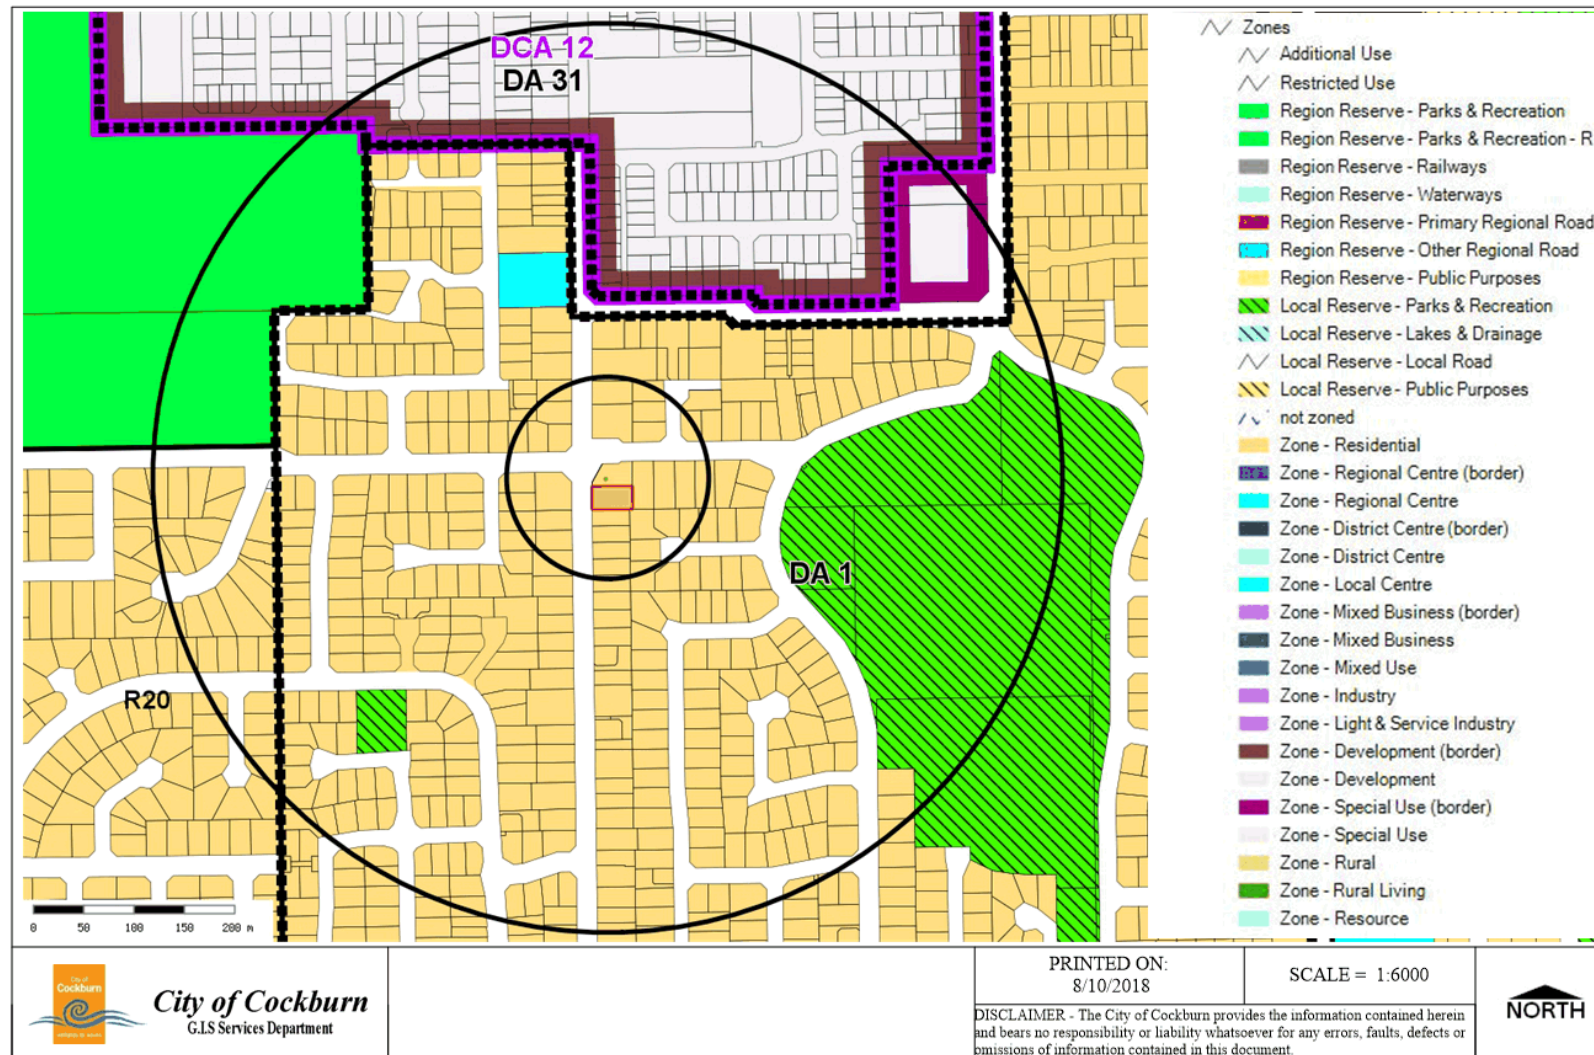 DCA 12
DA 31
DA 1
R20
0 50 100 150 200 m
Zones
Additional Use
Restricted Use
Region Reserve - Parks & Recreation
Region Reserve - Parks & Recreation - R
Region Reserve - Railways
Region Reserve - Waterways
Region Reserve - Primary Regional Road
Region Reserve - Other Regional Road
Region Reserve - Public Purposes
Local Reserve - Parks & Recreation
Local Reserve - Lakes & Drainage
Local Reserve - Local Road
Local Reserve - Public Purposes
not zoned
Zone - Residential
Zone - Regional Centre (border)
Zone - Regional Centre
Zone - District Centre (border)
Zone - District Centre
Zone - Local Centre
Zone - Mixed Business (border)
Zone - Mixed Business
Zone - Mixed Use
Zone - Industry
Zone - Light & Service Industry
Zone - Development (border)
Zone - Development
Zone - Special Use (border)
Zone - Special Use
Zone - Rural
Zone - Rural Living
Zone - Resource
City of
Cockburn
City of Cockburn
G.I.S Services Department
PRINTED ON:
8/10/2018
SCALE = 1:6000
DISCLAIMER - The City of Cockburn provides the information contained herein
and bears no responsibility or liability whatsoever for any errors, faults, defects or
omissions of information contained in this document.
NORTH